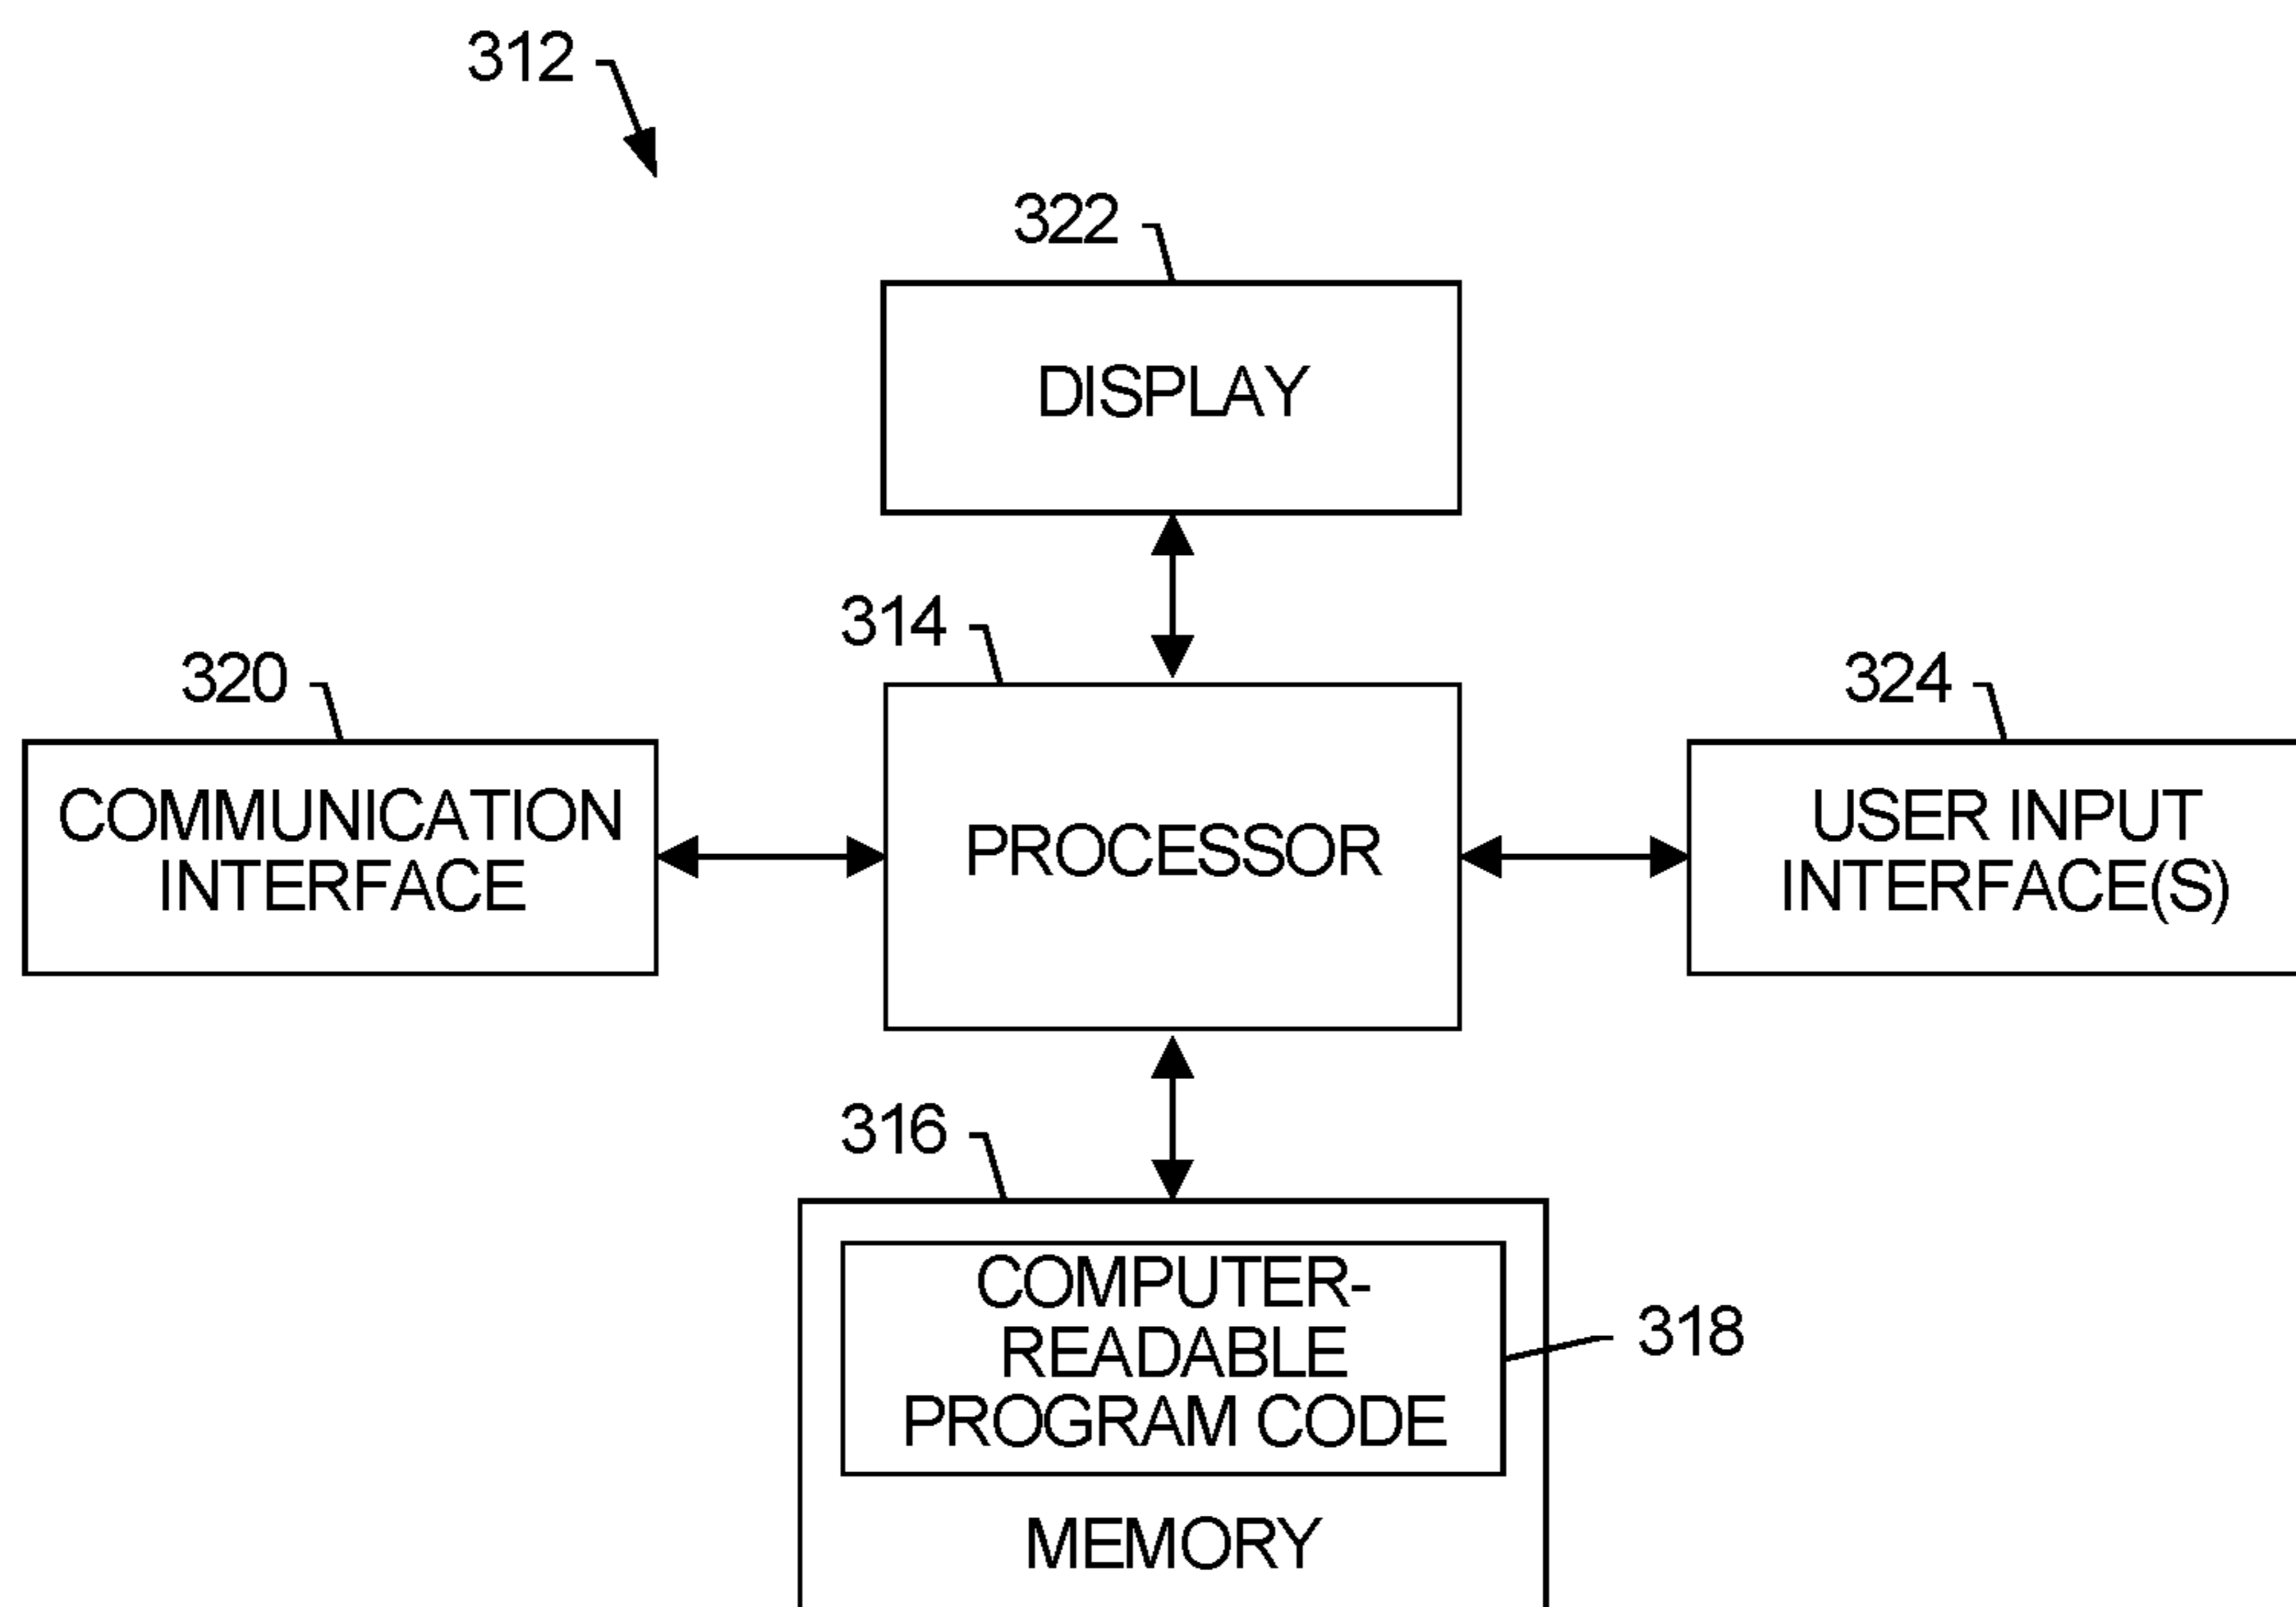 312
322
DISPLAY
314
320
324
COMMUNICATION
INTERFACE
PROCESSOR
USER INPUT
INTERFACE(S)
316
COMPUTER-
READABLE
PROGRAM CODE
318
MEMORY